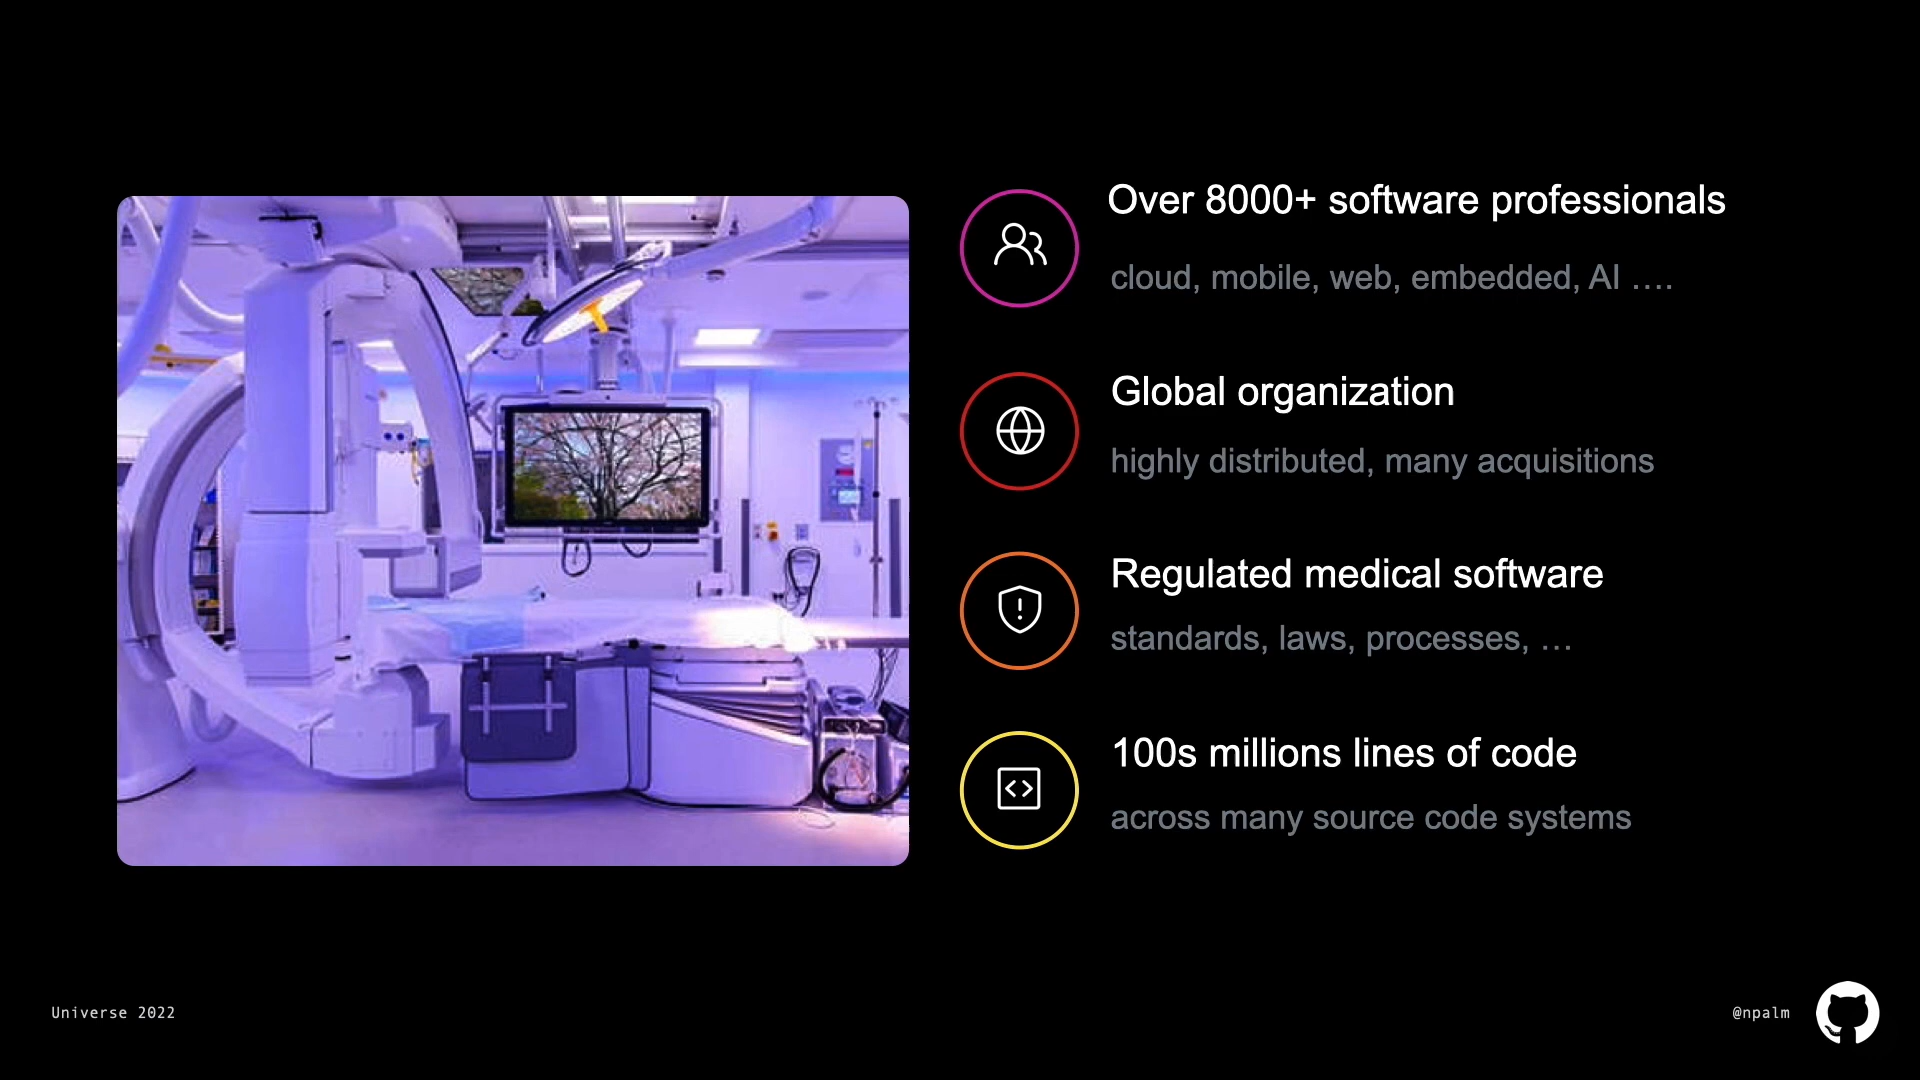 Over 8000+ software professionals
cloud, mobile, web, embedded, AI ….
Global organization
highly distributed, many acquisitions
Regulated medical software
standards, laws, processes, …
100s millions lines of code
across many source code systems
Universe 2022
@npalm